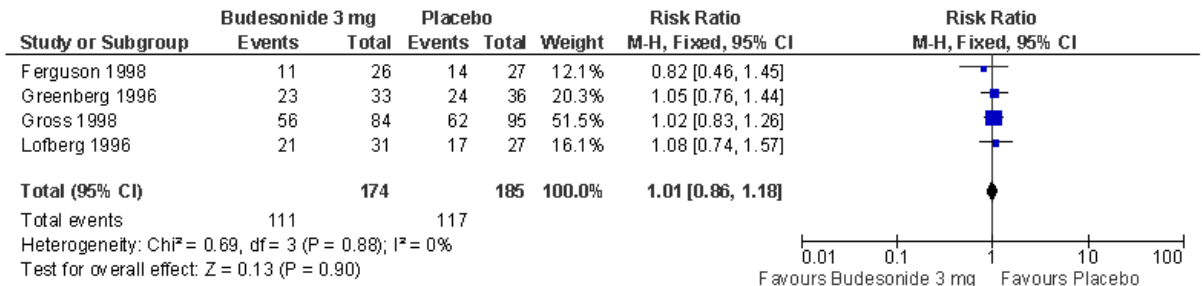 Budesonide 3 mg Placebo Risk Ratio Risk Ratio
Study or Subgroup Events Total Events Total Weight M-H, Fixed, 95% CI M-H, Fixed, 95% CI
Ferguson 1998 11 26 14 27 12.1% 0.82 [0.46, 1.45]
Greenberg 1996 23 33 24 36 20.3% 1.05 [0.76, 1.44]
Gross 1998 56 84 62 95 51.5% 1.02 [0.83, 1.26]
Lofberg 1996 21 31 17 27 16.1% 1.08 [0.74, 1.57]
Total (95% CI) 174 185 100.0% 1.01 [0.86, 1.18]
Total events 111 117
Heterogeneity: Chi² = 0.69, df = 3 (P = 0.88); I² = 0%
Test for overall effect: Z = 0.13 (P = 0.90)
0.01 0.1 1 10 100
Favours Budesonide 3 mg Favours Placebo